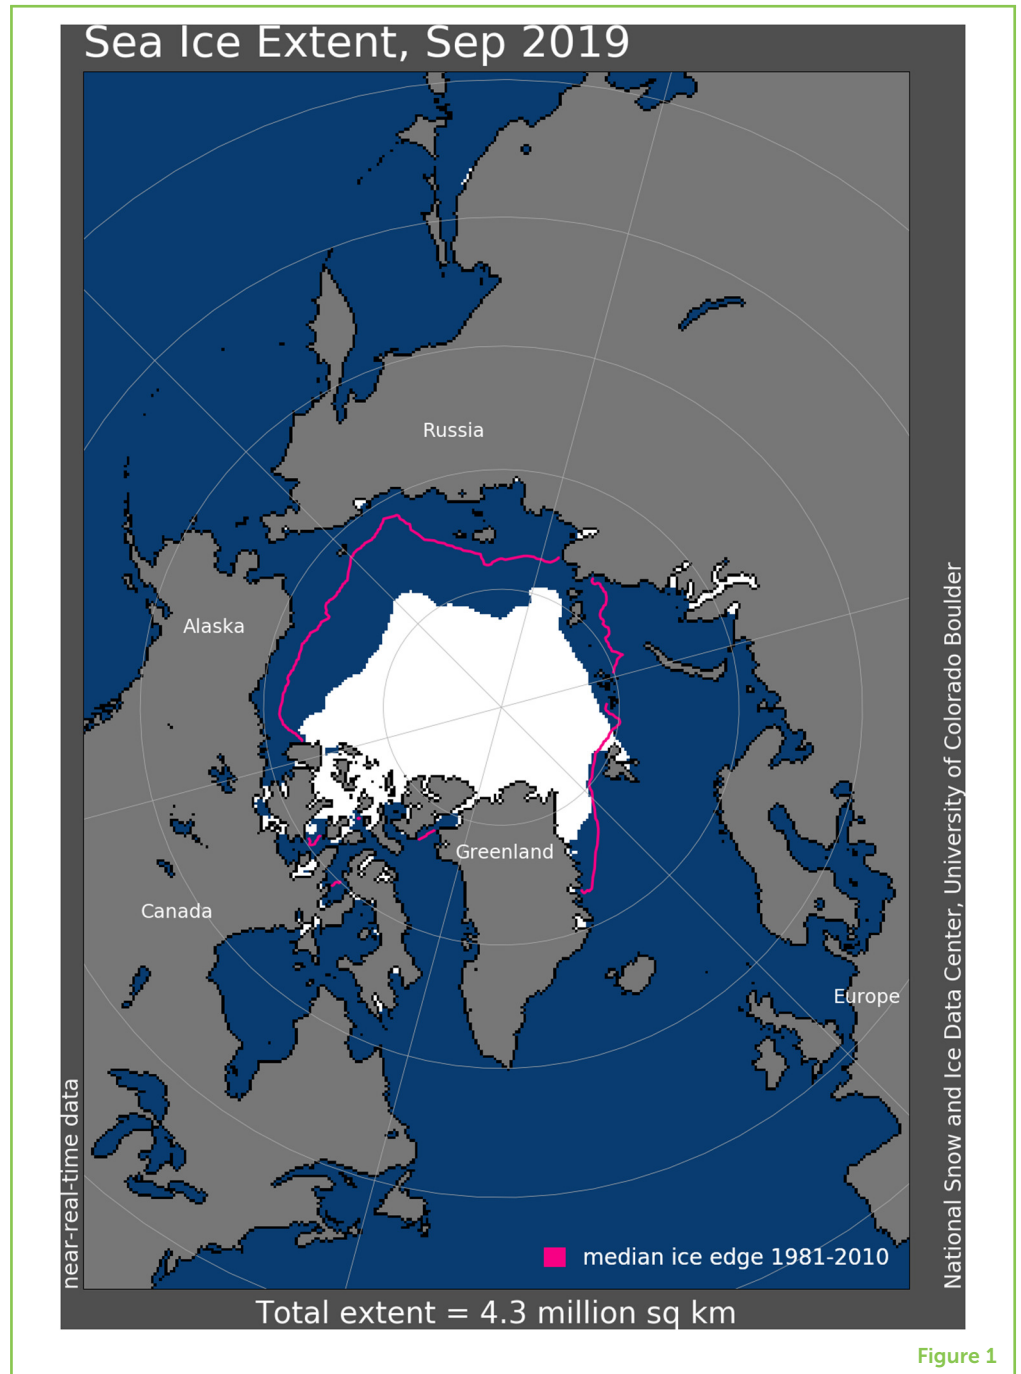 Sea Ice Extent, Sep 2019
Russia
Alaska
Greenland
Canada
Europe
near-real-time data
National Snow and Ice Data Center, University of Colorado Boulder
median ice edge 1981-2010
Total extent = 4.3 million sq km
Figure 1